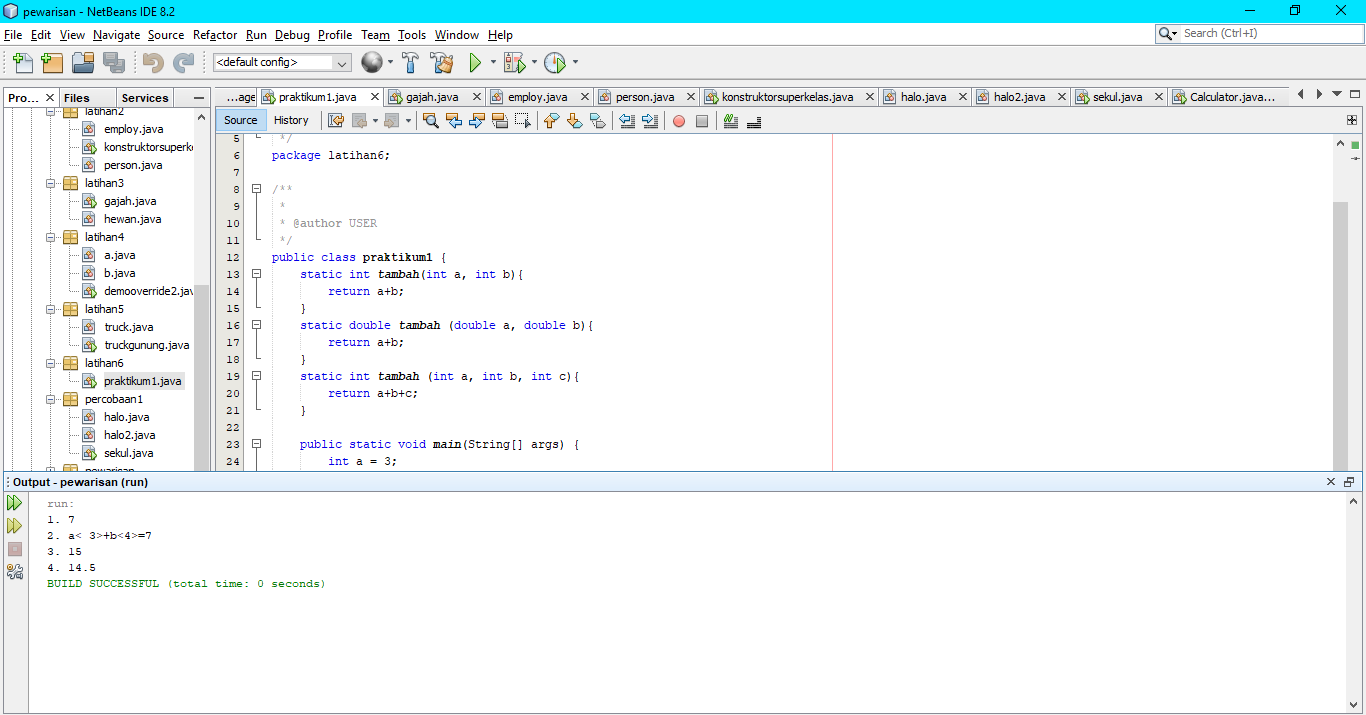 pewarisan - NetBeans IDE 8.2
File Edit View Navigate Source Refactor Run Debug Profile Team Tools Window Help
Search (Ctrl+I)
<default config>
Pro... Files Services
...age praktikum1.java gajah.java employ.java person.java konstruktorsuperkelas.java halo.java halo2.java sekul.java Calculator.java...
Source History
latihan2
employ.java
konstruktorsuperk
person.java
latihan3
gajah.java
hewan.java
latihan4
a.java
b.java
demooverride2.jav
latihan5
truck.java
truckgunung.java
latihan6
praktikum1.java
percobaan1
halo.java
halo2.java
sekul.java
pewarisan
5 */
6 package latihan6;
7
8 /**
9 *
10 * @author USER
11 */
12 public class praktikum1 {
13 static int tambah(int a, int b){
14 return a+b;
15 }
16 static double tambah (double a, double b){
17 return a+b;
18 }
19 static int tambah (int a, int b, int c){
20 return a+b+c;
21 }
22
23 public static void main(String[] args) {
24 int a = 3;
Output - pewarisan (run)
run:
1. 7
2. a< 3>+b<4>=7
3. 15
4. 14.5
BUILD SUCCESSFUL (total time: 0 seconds)